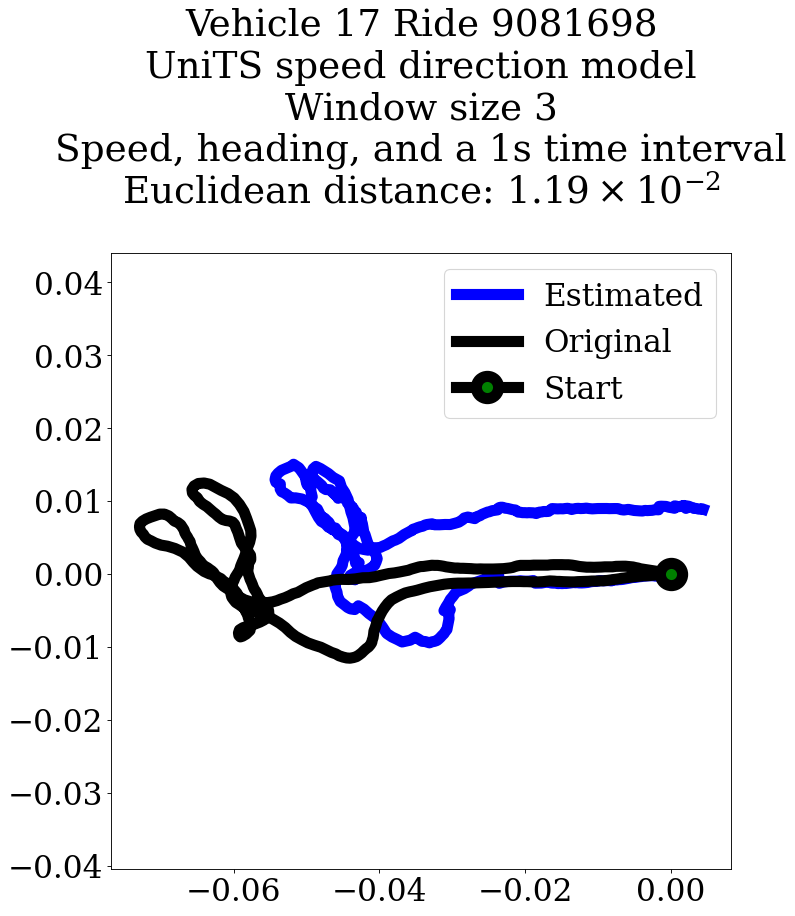 Vehicle 17 Ride 9081698
UniTS speed direction model
Window size 3
Speed, heading, and a 1s time interval
Euclidean distance: 1.19 × 10⁻²
Estimated
Original
Start
0.04
0.03
0.02
0.01
0.00
−0.01
−0.02
−0.03
−0.04
−0.06 −0.04 −0.02 0.00